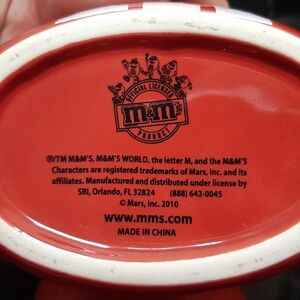 OFFICIAL LICENSED
m&m's
PRODUCT
®/TM M&M'S, M&M'S WORLD, the letter M, and the M&M'S
Characters are registered trademarks of Mars, Inc. and its
affiliates. Manufactured and distributed under license by
SRI, Orlando, FL 32824 (888) 642-0045
© Mars, Inc. 2010
www.mms.com
MADE IN CHINA